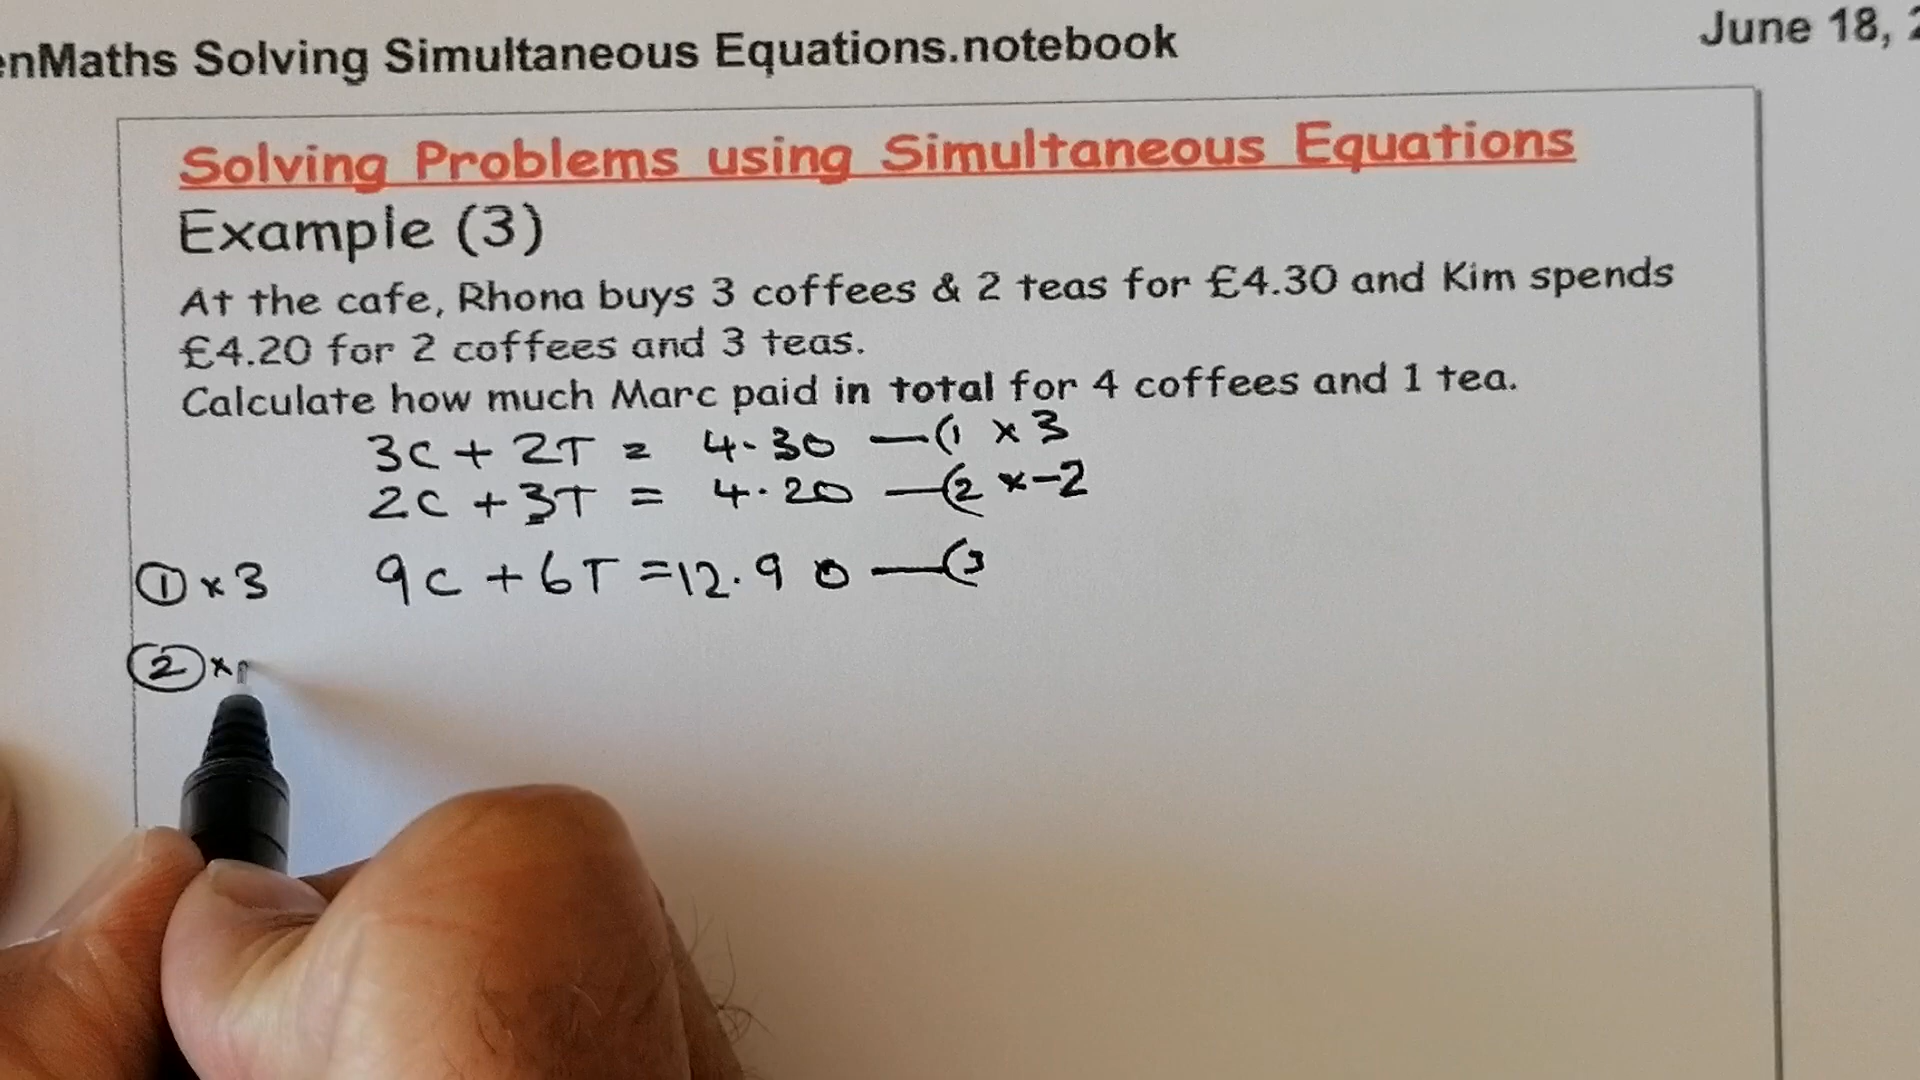 enMaths Solving Simultaneous Equations.notebook
June 18,
Solving Problems using Simultaneous Equations
Example (3)
At the cafe, Rhona buys 3 coffees & 2 teas for £4.30 and Kim spends
£4.20 for 2 coffees and 3 teas.
Calculate how much Marc paid in total for 4 coffees and 1 tea.
3C + 2T = 4.30 —(1 × 3
2C + 3T = 4.20 —(2 × -2
① × 3 9C + 6T = 12.90 —(3
② ×